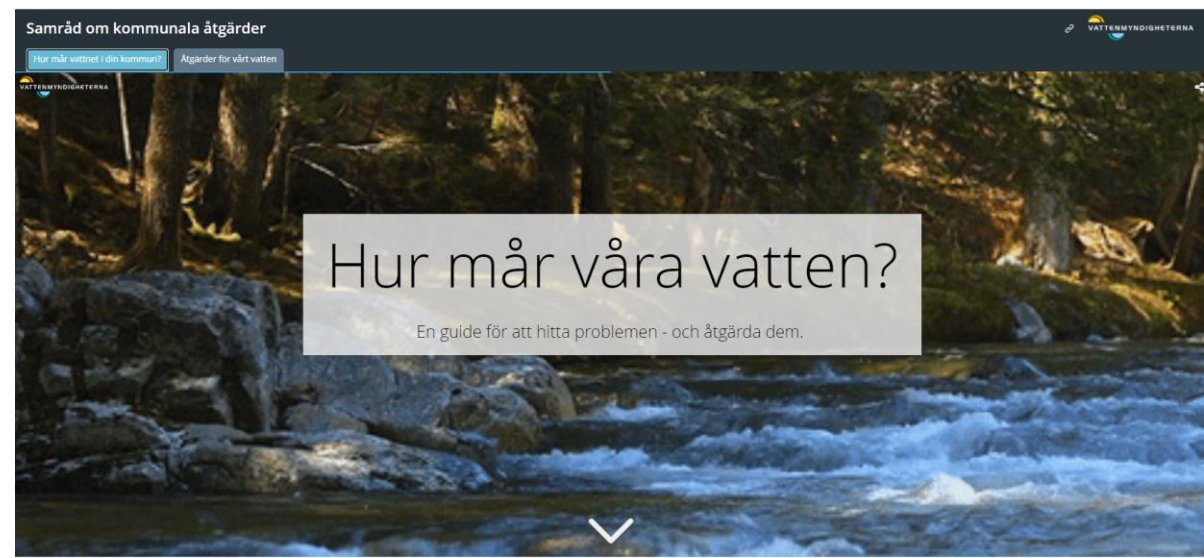 Samråd om kommunala åtgärder
VATTENMYNDIGHETERNA
Hur mår vattnet i din kommun?
Åtgärder för vårt vatten
VATTENMYNDIGHETERNA
Hur mår våra vatten?
En guide för att hitta problemen - och åtgärda dem.